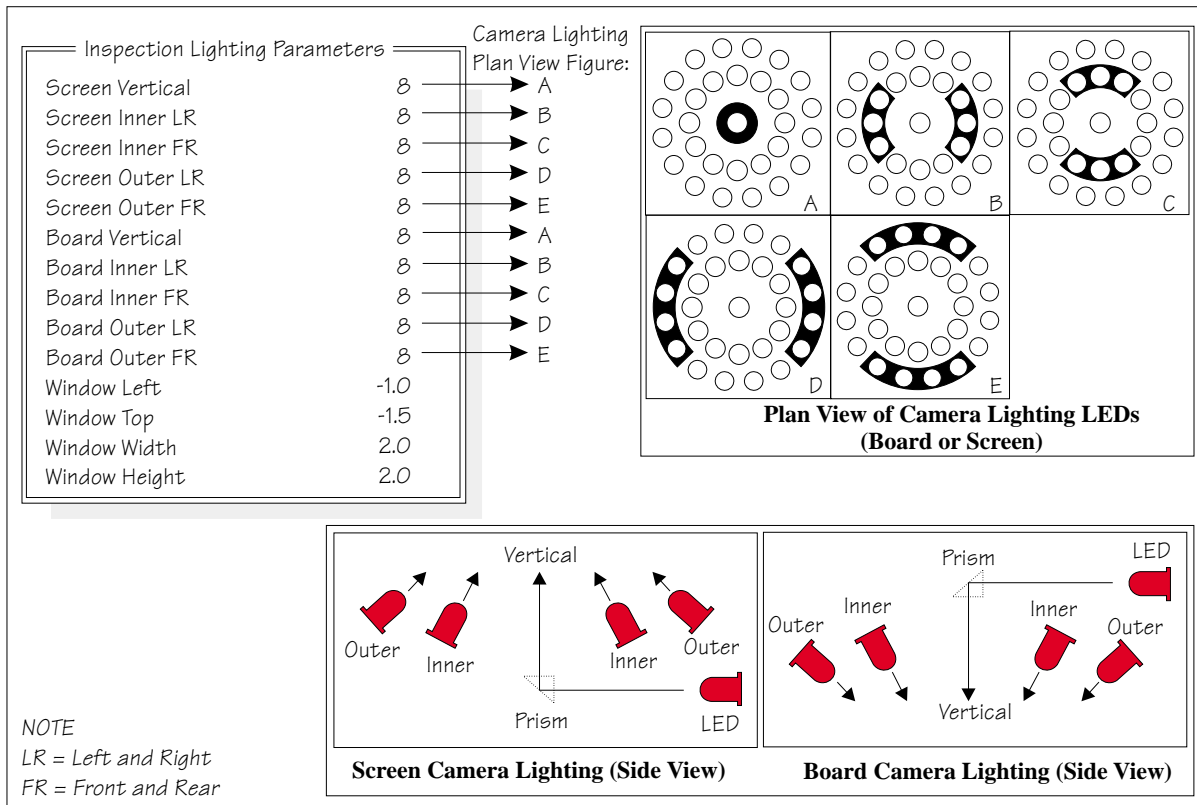 Inspection Lighting Parameters
Camera Lighting
Plan View Figure:
Screen Vertical 8 A
Screen Inner LR 8 B
Screen Inner FR 8 C
Screen Outer LR 8 D
Screen Outer FR 8 E
Board Vertical 8 A
Board Inner LR 8 B
Board Inner FR 8 C
Board Outer LR 8 D
Board Outer FR 8 E
Window Left -1.0
Window Top -1.5
Window Width 2.0
Window Height 2.0
A
B
C
D
E
Plan View of Camera Lighting LEDs
(Board or Screen)
Vertical
Outer
Inner
Inner
Outer
Prism
LED
Screen Camera Lighting (Side View)
LED
Prism
Inner
Inner
Outer
Outer
Vertical
Board Camera Lighting (Side View)
NOTE
LR = Left and Right
FR = Front and Rear